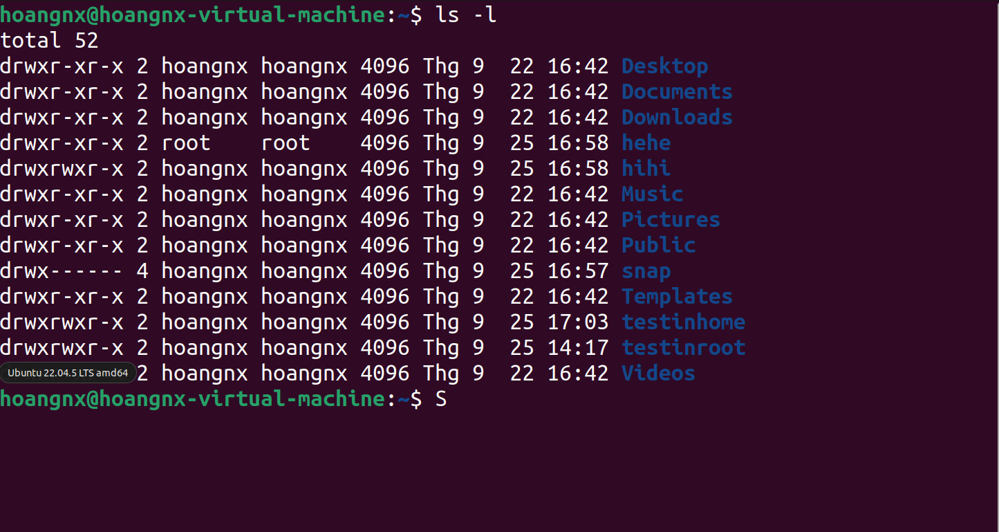 hoangnx@hoangnx-virtual-machine:~$ ls -l
total 52
drwxr-xr-x 2 hoangnx hoangnx 4096 Thg 9  22 16:42 Desktop
drwxr-xr-x 2 hoangnx hoangnx 4096 Thg 9  22 16:42 Documents
drwxr-xr-x 2 hoangnx hoangnx 4096 Thg 9  22 16:42 Downloads
drwxr-xr-x 2 root    root    4096 Thg 9  25 16:58 hehe
drwxrwxr-x 2 hoangnx hoangnx 4096 Thg 9  25 16:58 hihi
drwxr-xr-x 2 hoangnx hoangnx 4096 Thg 9  22 16:42 Music
drwxr-xr-x 2 hoangnx hoangnx 4096 Thg 9  22 16:42 Pictures
drwxr-xr-x 2 hoangnx hoangnx 4096 Thg 9  22 16:42 Public
drwx------ 4 hoangnx hoangnx 4096 Thg 9  25 16:57 snap
drwxr-xr-x 2 hoangnx hoangnx 4096 Thg 9  22 16:42 Templates
drwxrwxr-x 2 hoangnx hoangnx 4096 Thg 9  25 17:03 testinhome
drwxrwxr-x 2 hoangnx hoangnx 4096 Thg 9  25 14:17 testinroot
Ubuntu 22.04.5 LTS amd64 2 hoangnx hoangnx 4096 Thg 9  22 16:42 Videos
hoangnx@hoangnx-virtual-machine:~$ S